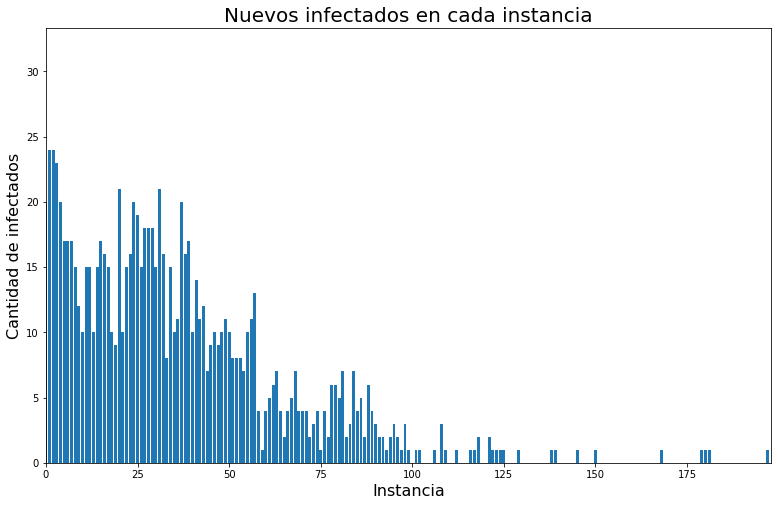 Nuevos infectados en cada instancia
Cantidad de infectados
30
25
20
15
10
5
0
0 25 50 75 100 125 150 175
Instancia